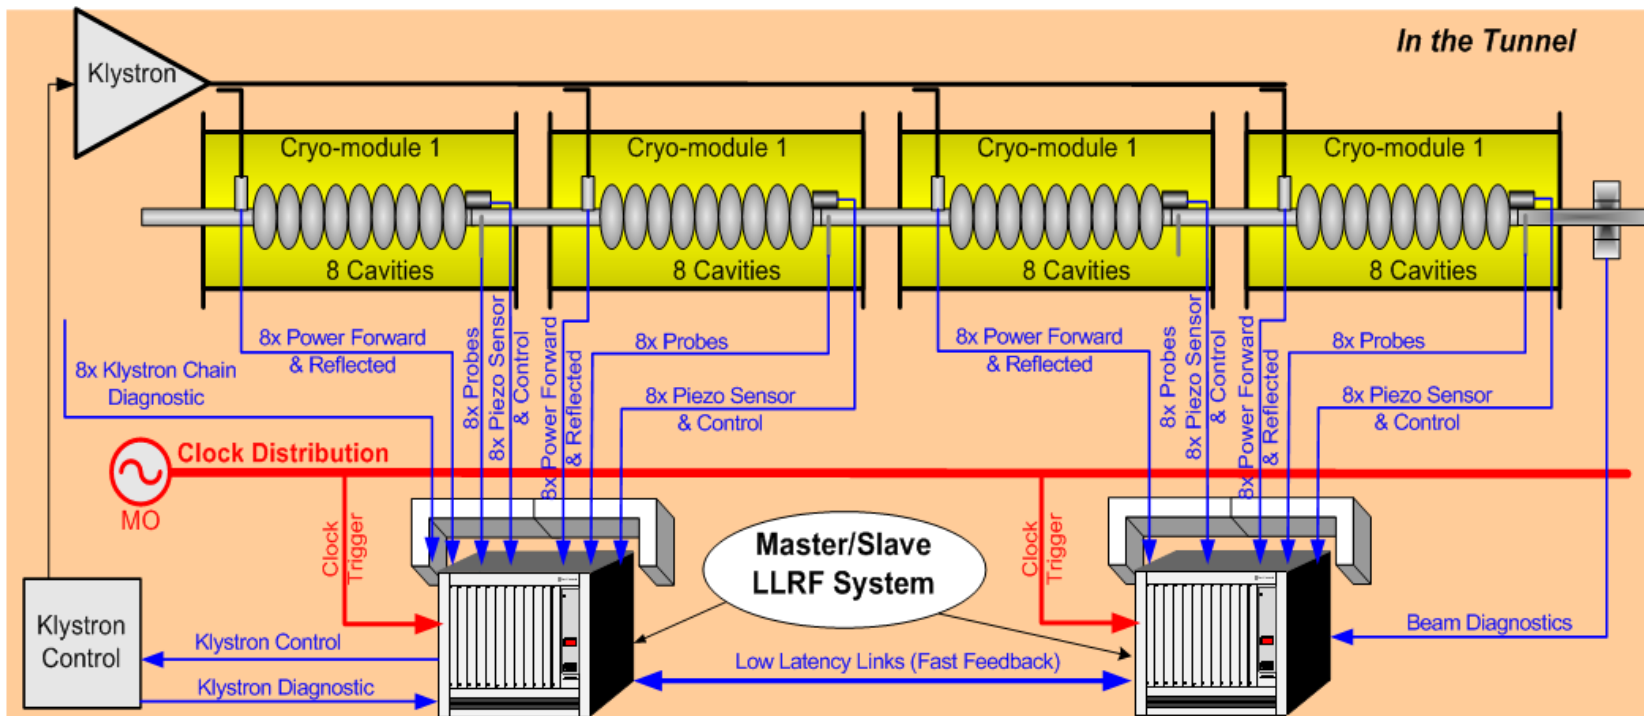 In the Tunnel
Klystron
Cryo-module 1
Cryo-module 1
Cryo-module 1
Cryo-module 1
8 Cavities
8 Cavities
8 Cavities
8 Cavities
8x Power Forward
& Reflected
8x Probes
8x Piezo Sensor
& Control
8x Power Forward
& Reflected
8x Probes
8x Piezo Sensor
& Control
8x Power Forward
& Reflected
8x Probes
8x Piezo Sensor
& Control
8x Power Forward
& Reflected
8x Probes
8x Piezo Sensor
& Control
8x Klystron Chain
Diagnostic
Clock Distribution
MO
Clock
Trigger
Clock
Trigger
Master/Slave
LLRF System
Klystron
Control
Klystron Control
Klystron Diagnostic
Low Latency Links (Fast Feedback)
Beam Diagnostics